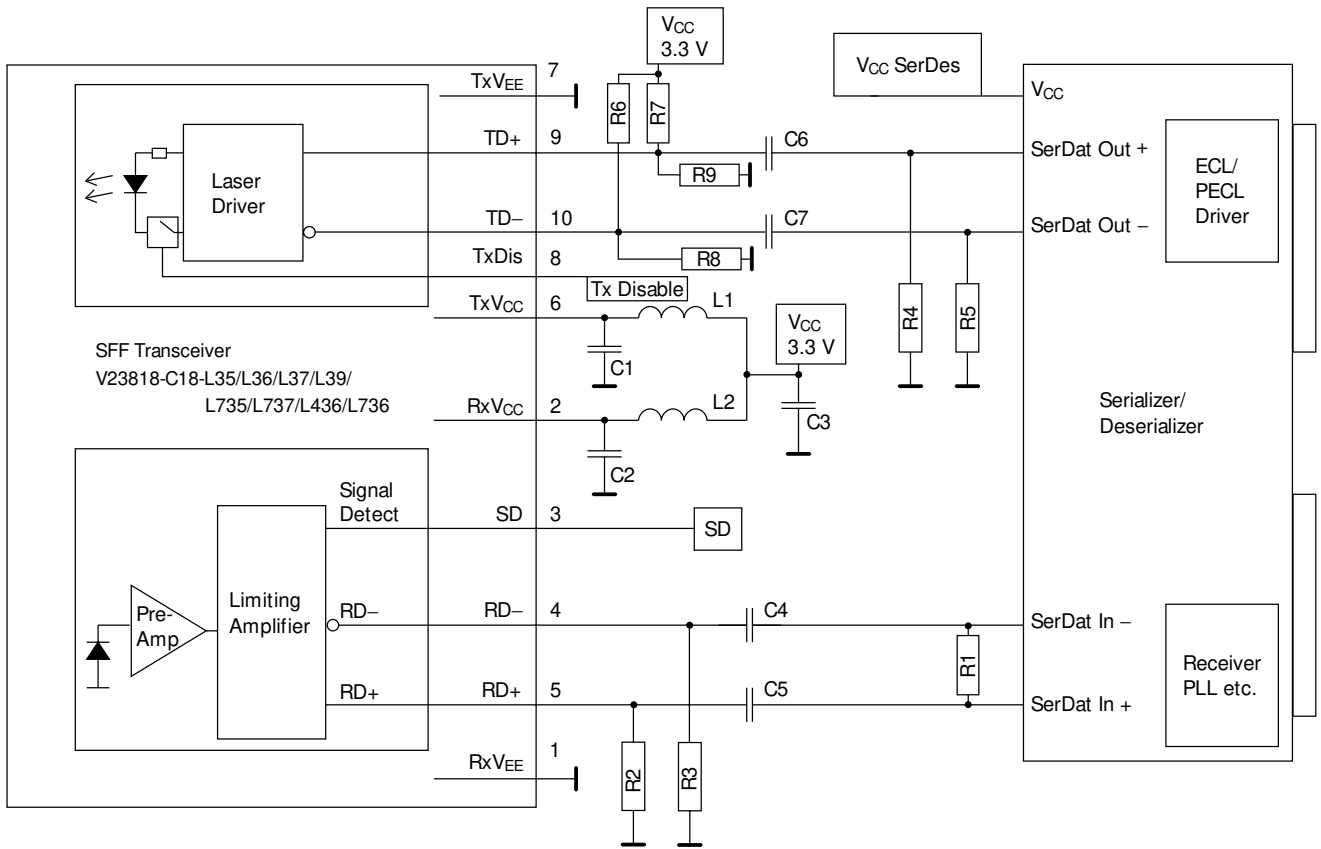 VCC
3.3 V
VCC SerDes
7
TxVEE
R6
R7
VCC
TD+
9
C6
SerDat Out +
R9
ECL/
PECL
Driver
Laser
Driver
TD−
10
C7
SerDat Out −
TxDis
8
R8
Tx Disable
TxVCC
6
L1
R4
R5
VCC
3.3 V
C1
SFF Transceiver
V23818-C18-L35/L36/L37/L39/
L735/L737/L436/L736
RxVCC
2
L2
C3
C2
Serializer/
Deserializer
Signal
Detect
SD
3
SD
Pre-
Amp
Limiting
Amplifier
RD−
RD−
4
C4
SerDat In −
R1
Receiver
PLL etc.
RD+
RD+
5
C5
SerDat In +
RxVEE
1
R2
R3